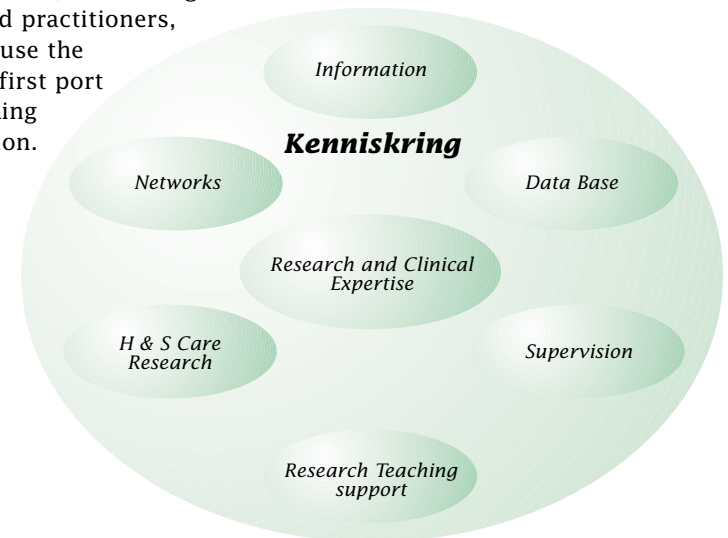 d practitioners,
use the
first port
ing
on.
Information
Kenniskring
Networks
Data Base
Research and Clinical
Expertise
H & S Care
Research
Supervision
Research Teaching
support